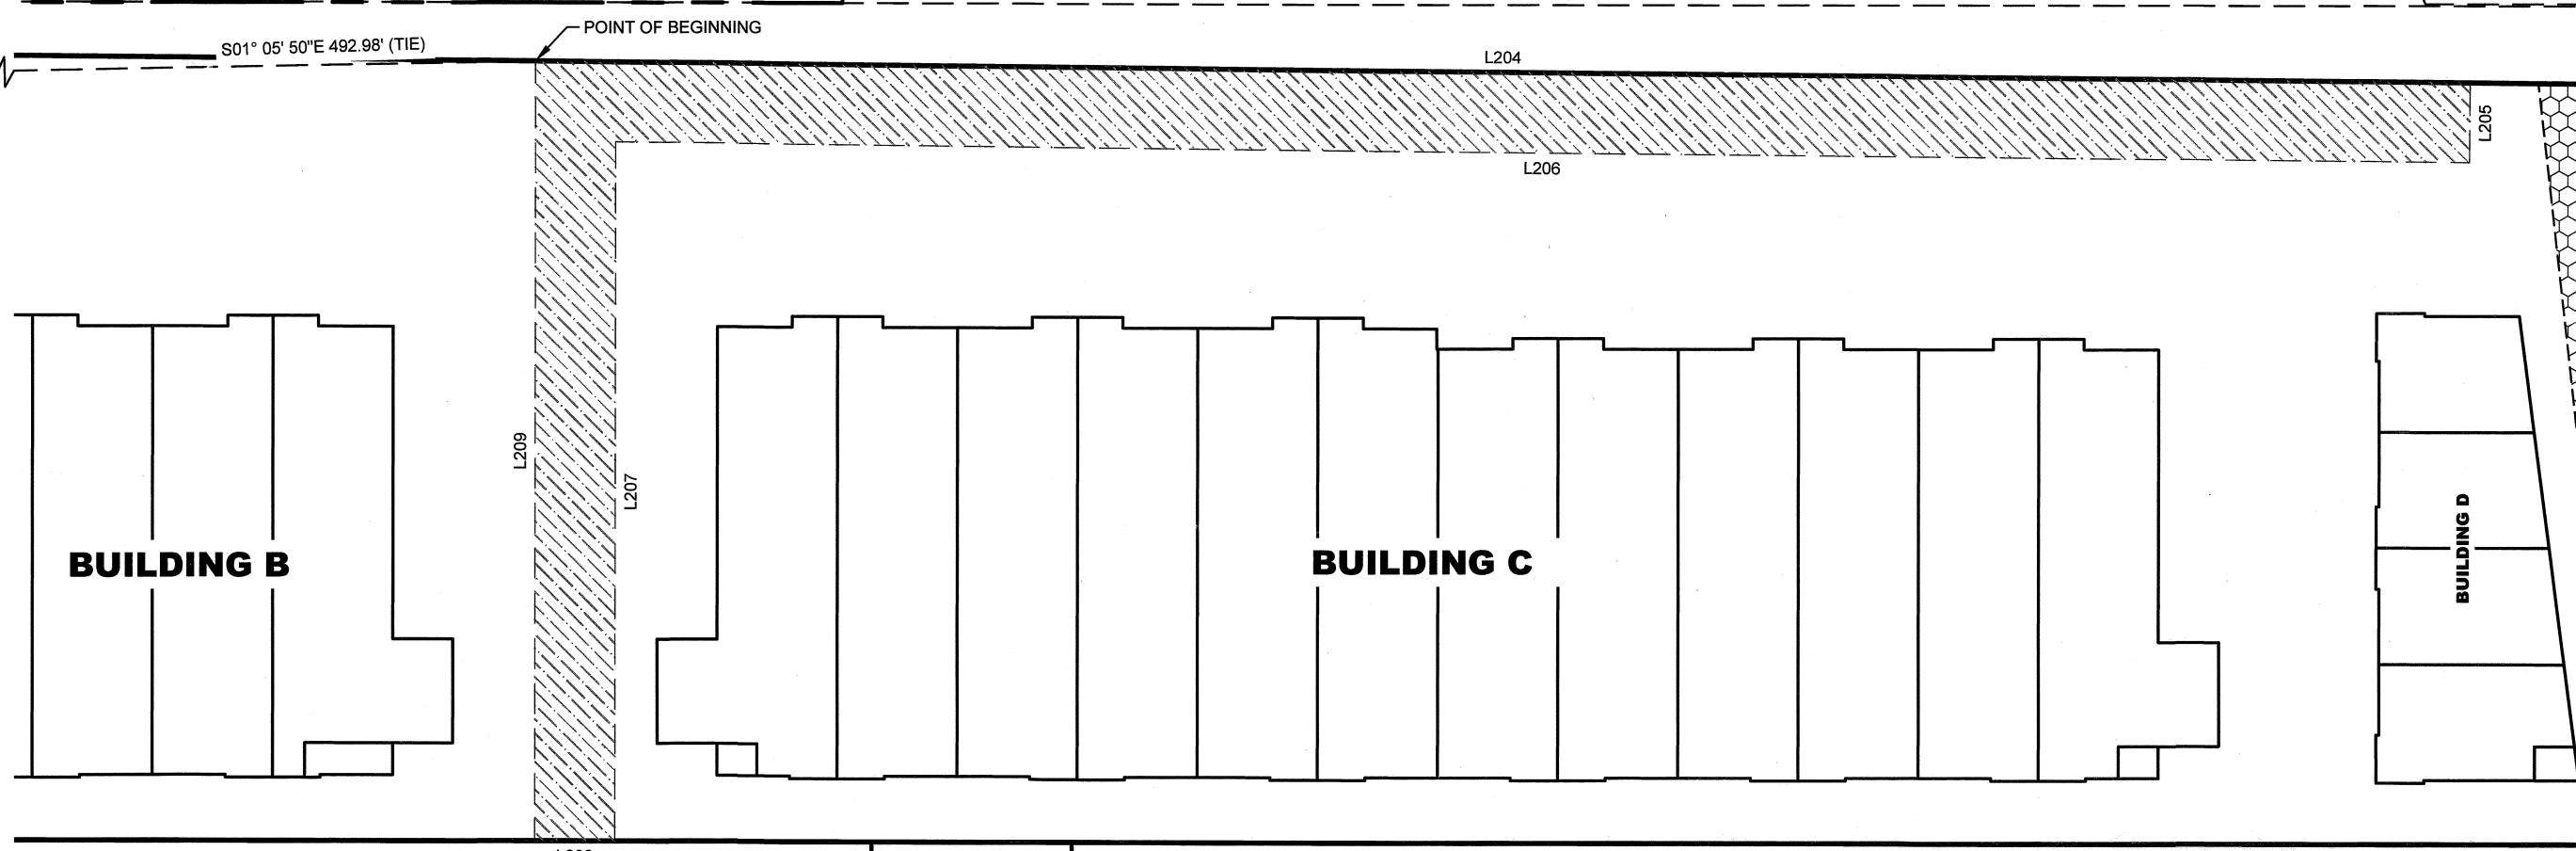 POINT OF BEGINNING
S01° 05' 50"E 492.98' (TIE)
L204
L205
L206
L209
L207
BUILDING B
BUILDING C
BUILDING D